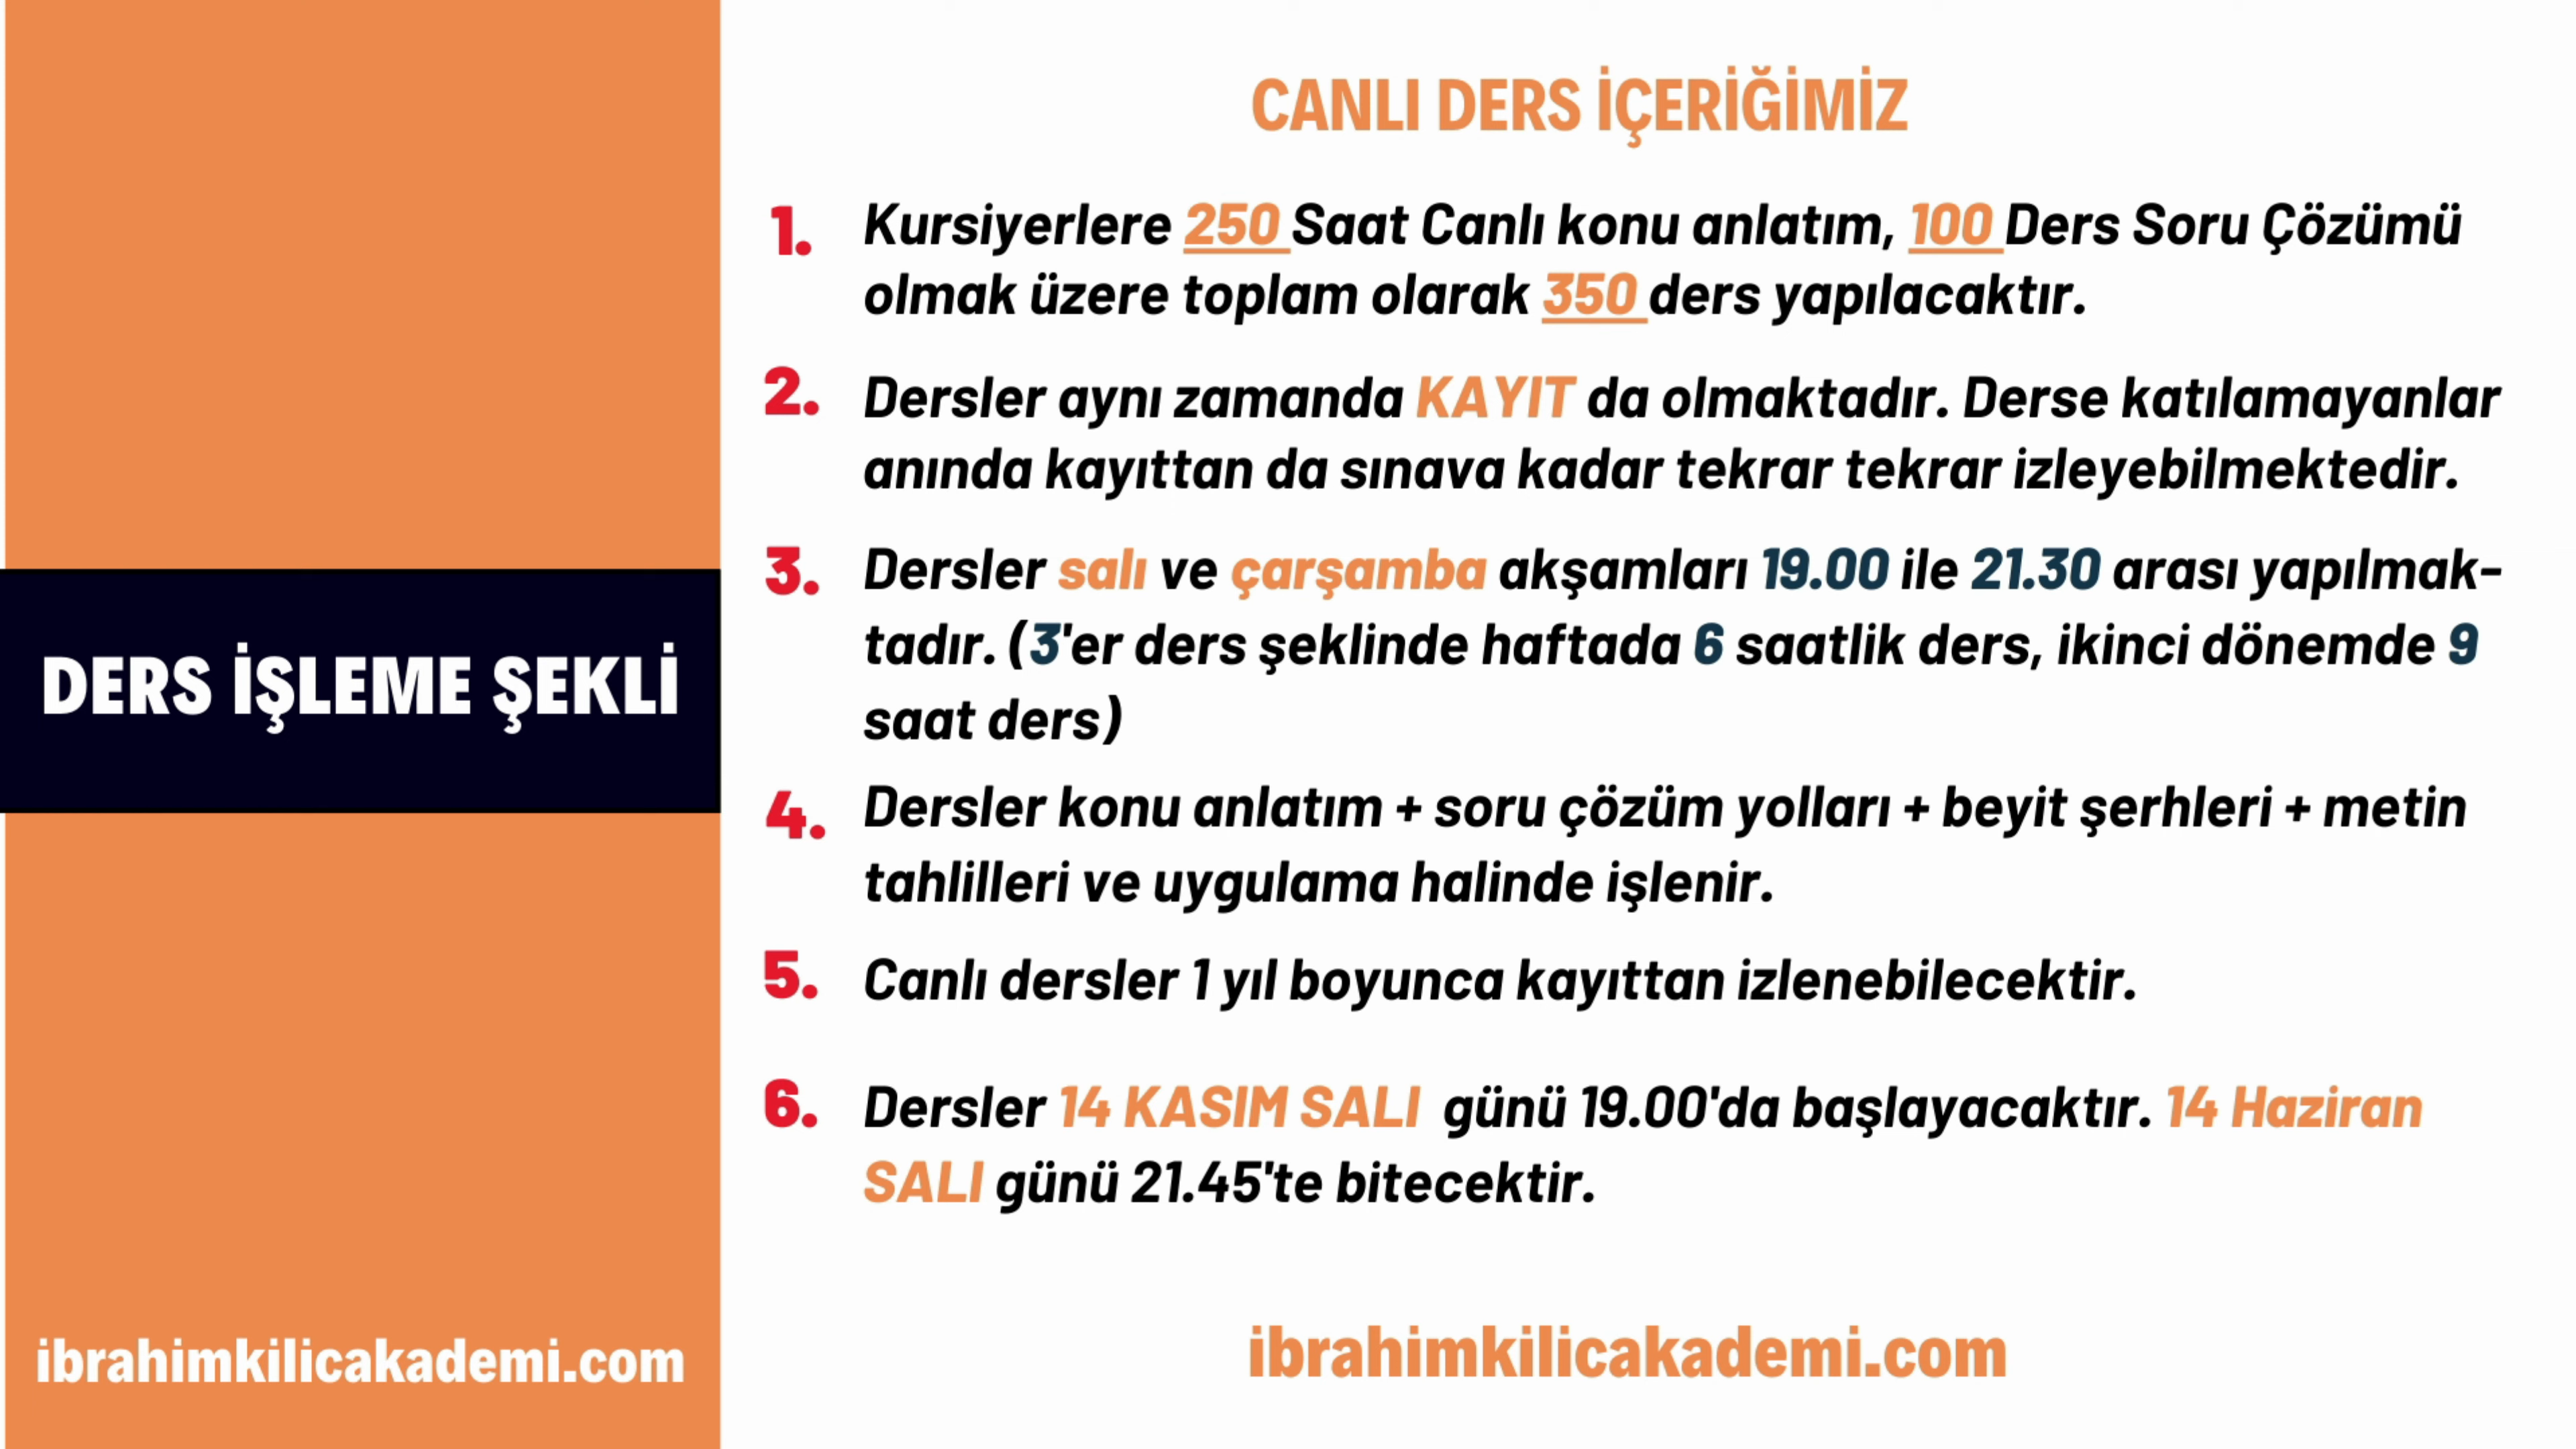 CANLI DERS İÇERİĞİMİZ
1. Kursiyerlere 250 Saat Canlı konu anlatım, 100 Ders Soru Çözümü
olmak üzere toplam olarak 350 ders yapılacaktır.
2. Dersler aynı zamanda KAYIT da olmaktadır. Derse katılamayanlar
anında kayıttan da sınava kadar tekrar tekrar izleyebilmektedir.
3. Dersler salı ve çarşamba akşamları 19.00 ile 21.30 arası yapılmak-
tadır. (3'er ders şeklinde haftada 6 saatlik ders, ikinci dönemde 9
saat ders)
4. Dersler konu anlatım + soru çözüm yolları + beyit şerhleri + metin
tahlilleri ve uygulama halinde işlenir.
5. Canlı dersler 1 yıl boyunca kayıttan izlenebilecektir.
6. Dersler 14 KASIM SALI günü 19.00'da başlayacaktır. 14 Haziran
SALI günü 21.45'te bitecektir.
ibrahimkilicakademi.com
DERS İŞLEME ŞEKLİ
ibrahimkilicakademi.com